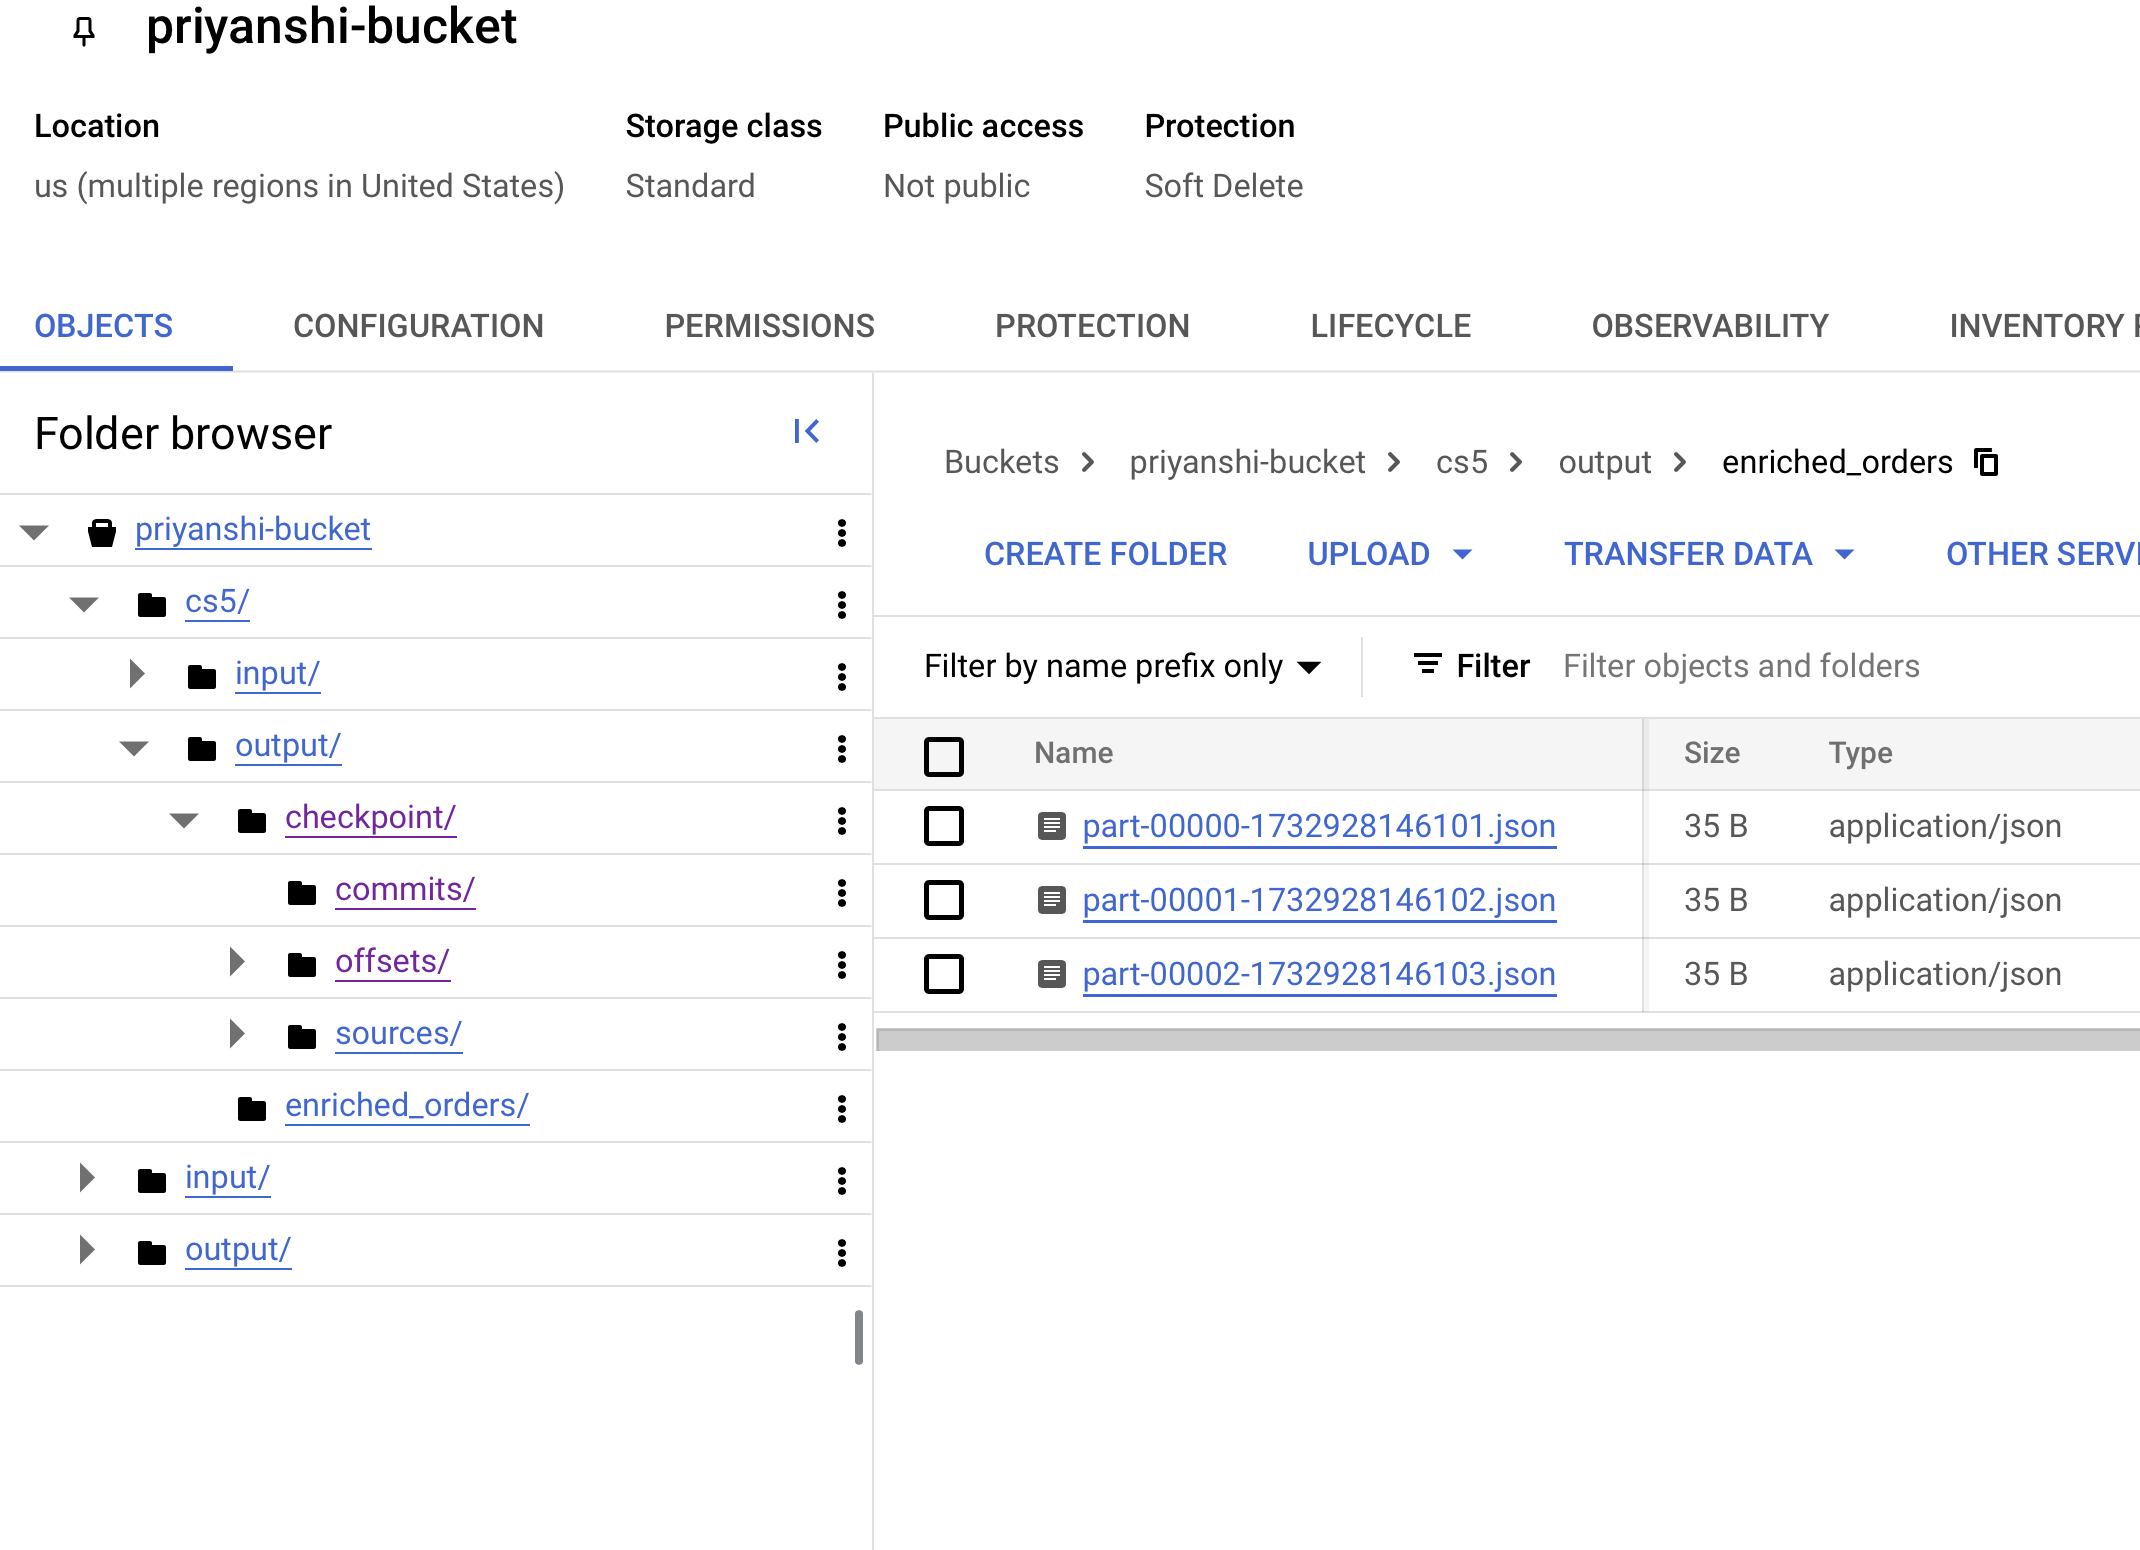 priyanshi-bucket
Location Storage class Public access Protection
us (multiple regions in United States) Standard Not public Soft Delete
OBJECTS CONFIGURATION PERMISSIONS PROTECTION LIFECYCLE OBSERVABILITY INVENTORY
Folder browser
priyanshi-bucket
cs5/
input/
output/
checkpoint/
commits/
offsets/
sources/
enriched_orders/
input/
output/
Buckets priyanshi-bucket cs5 output enriched_orders
CREATE FOLDER UPLOAD TRANSFER DATA OTHER SERVI
Filter by name prefix only Filter Filter objects and folders
Name Size Type
part-00000-1732928146101.json 35 B application/json
part-00001-1732928146102.json 35 B application/json
part-00002-1732928146103.json 35 B application/json